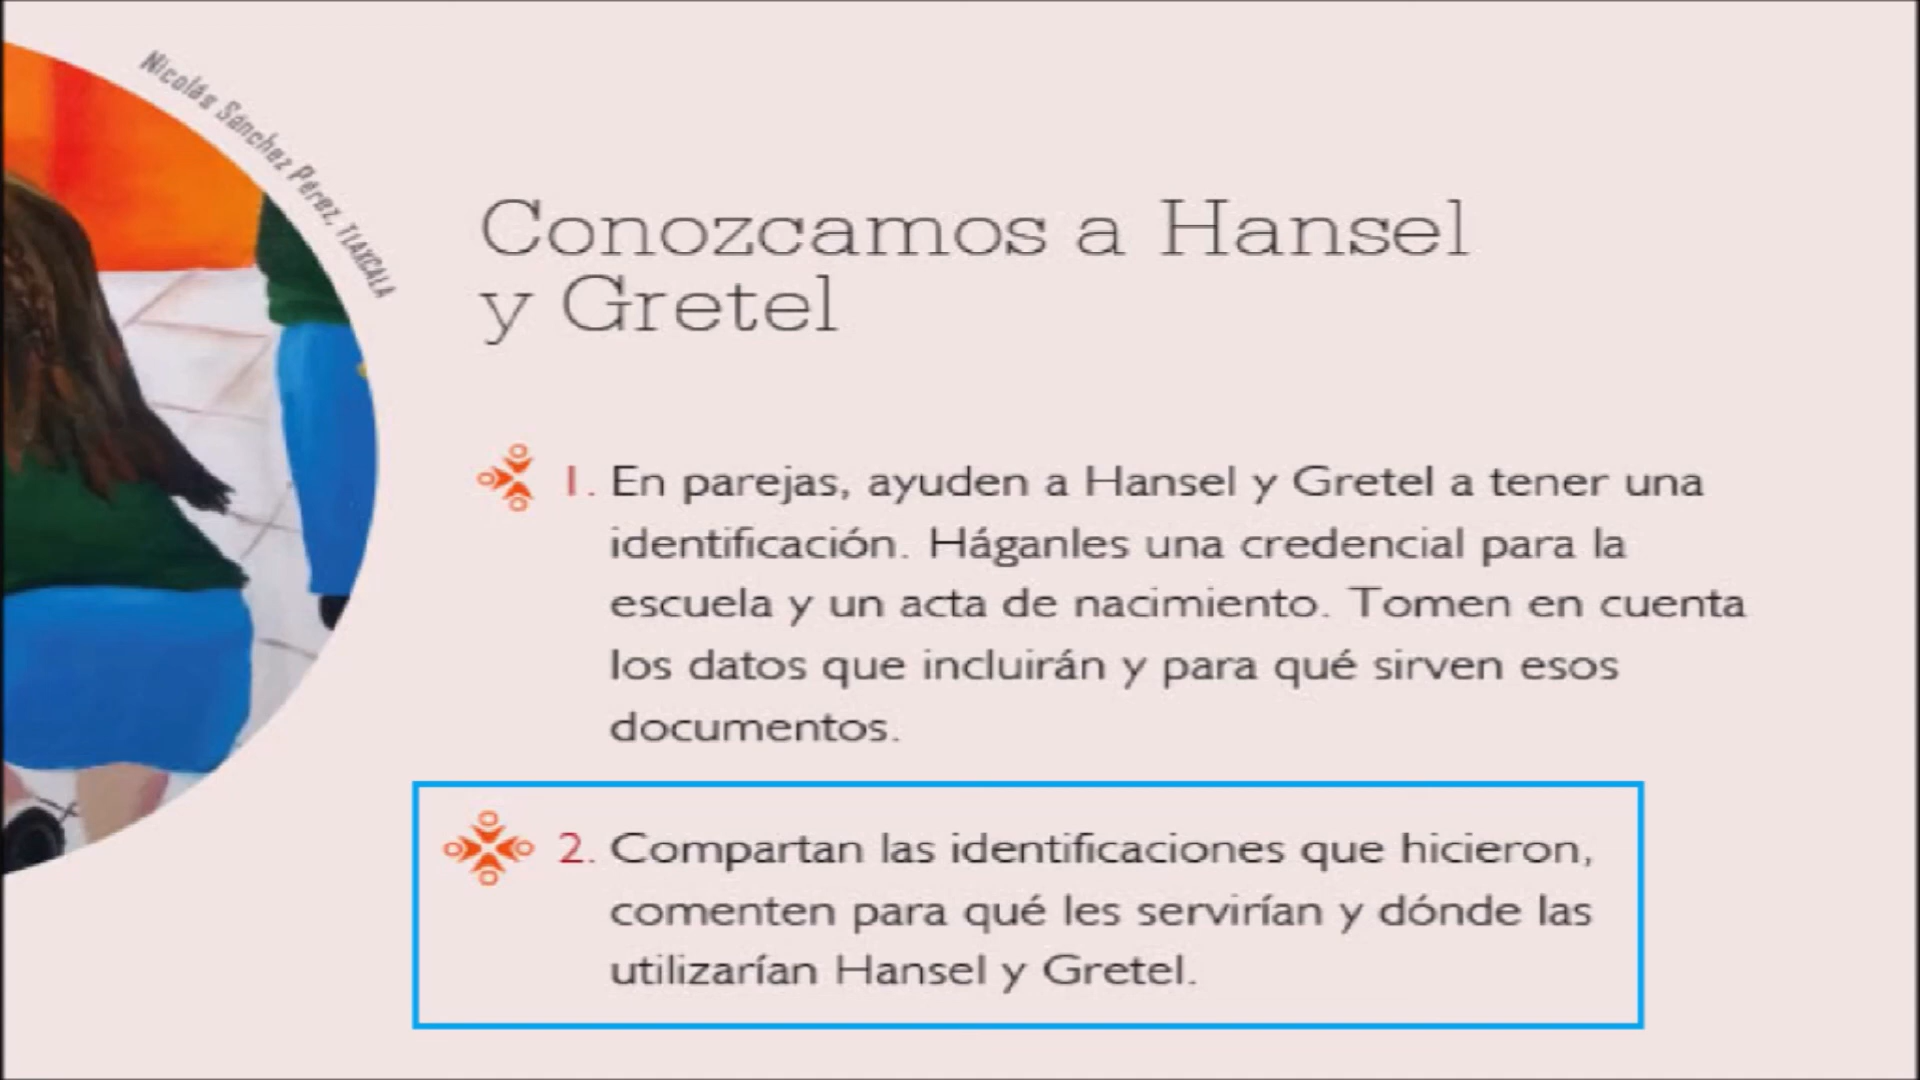 Nicolás Sánchez Pérez, TLAXCALA
Conozcamos a Hansel
y Gretel
1. En parejas, ayuden a Hansel y Gretel a tener una
identificación. Háganles una credencial para la
escuela y un acta de nacimiento. Tomen en cuenta
los datos que incluirán y para qué sirven esos
documentos.
2. Compartan las identificaciones que hicieron,
comenten para qué les servirían y dónde las
utilizarían Hansel y Gretel.